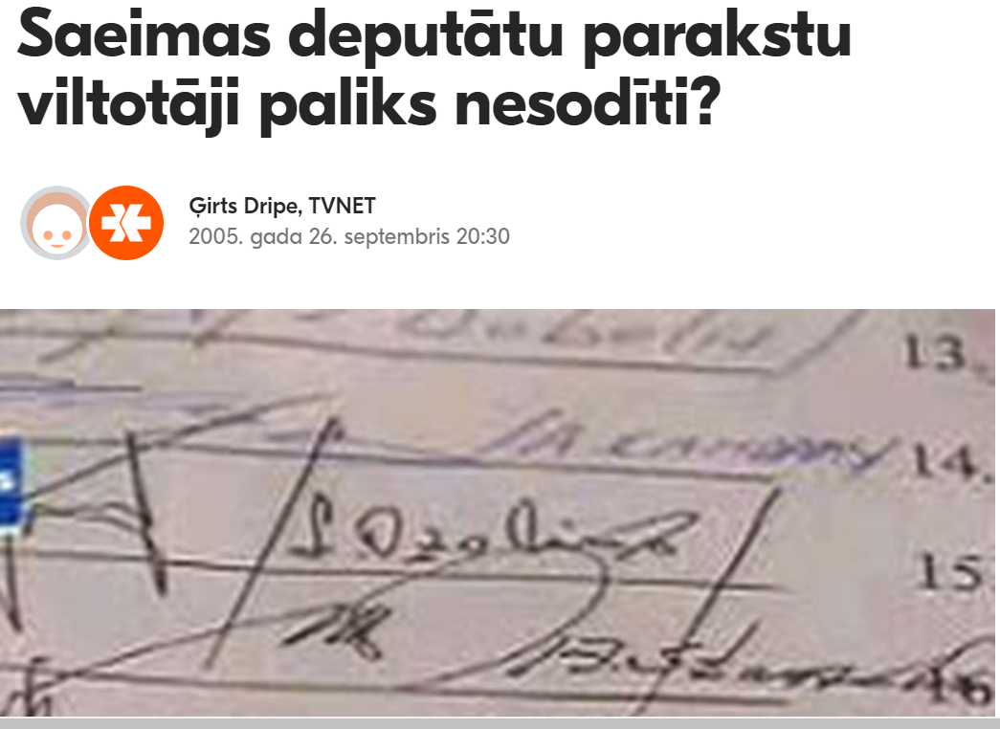 Saeimas deputātu parakstu
viltotāji paliks nesodīti?
Ģirts Dripe, TVNET
2005. gada 26. septembris 20:30
13.
14.
S Ozoliņš
15
16